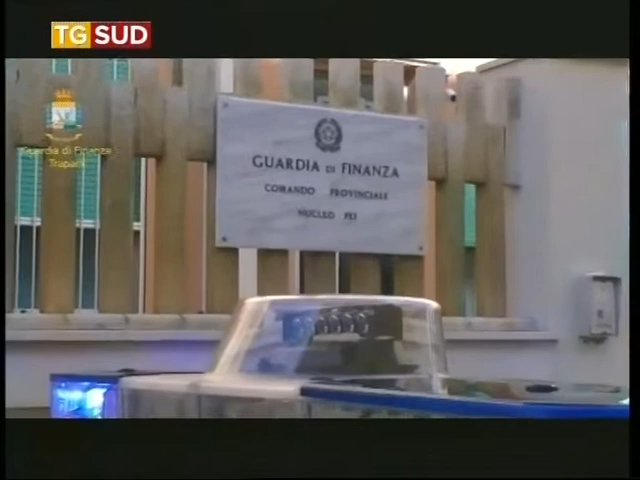 TG SUD
Guardia di Finanza
Trapani
GUARDIA DI FINANZA
COMANDO PROVINCIALE
NUCLEO PEF